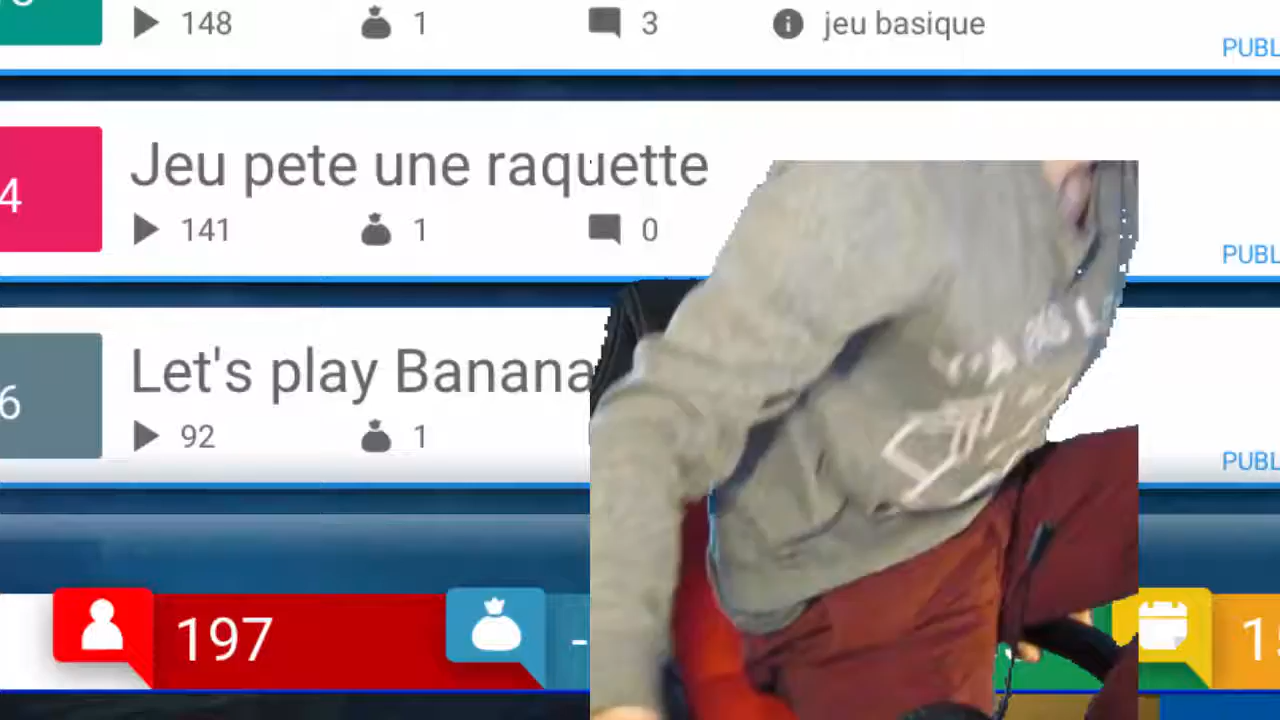 148 1 3 jeu basique
PUBL
4 Jeu pete une raquette
141 1 0
PUBL
6 Let's play Banana
92 1
PUBL
197